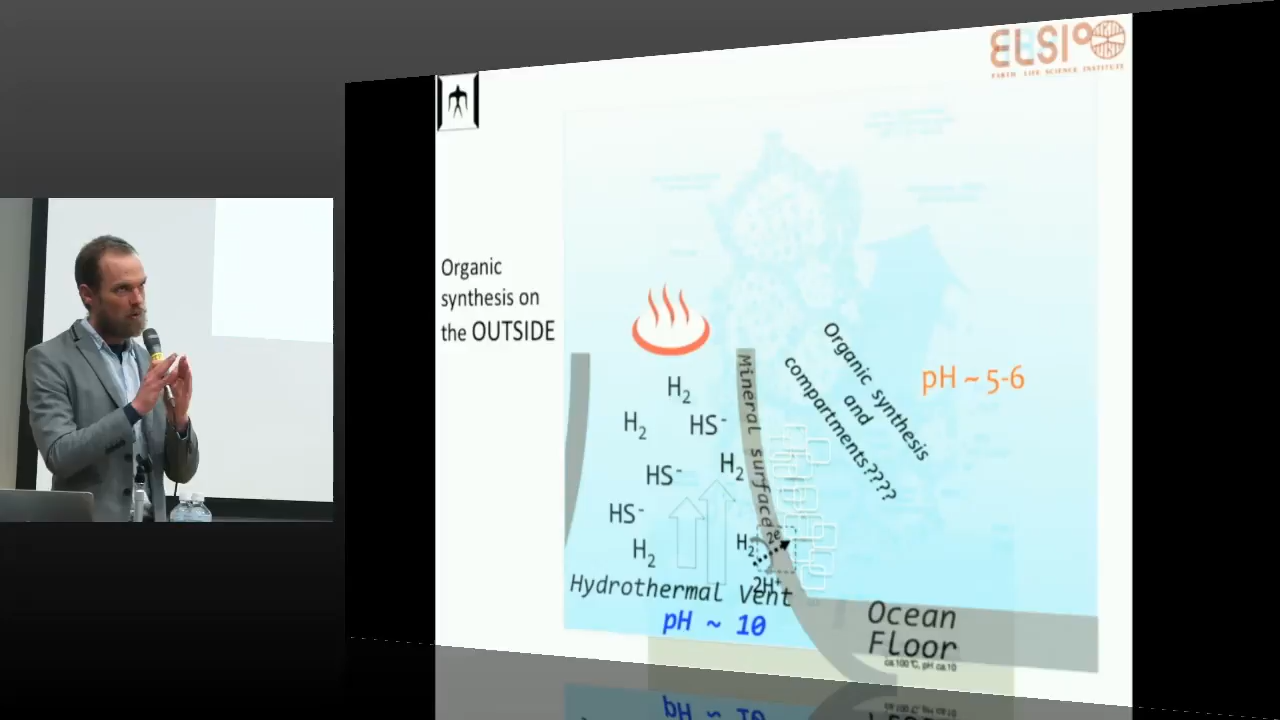 ELSI
EARTH LIFE SCIENCE INSTITUTE
Organic
synthesis on
the OUTSIDE
H₂
H₂
HS⁻
H₂
HS⁻
HS⁻
H₂
H₂
2e⁻
2H⁺
Mineral surface
Organic synthesis
and
compartments????
pH ~ 5-6
Hydrothermal Vent
pH ~ 10
Ocean
Floor
ca.100 °C, pH ca.10